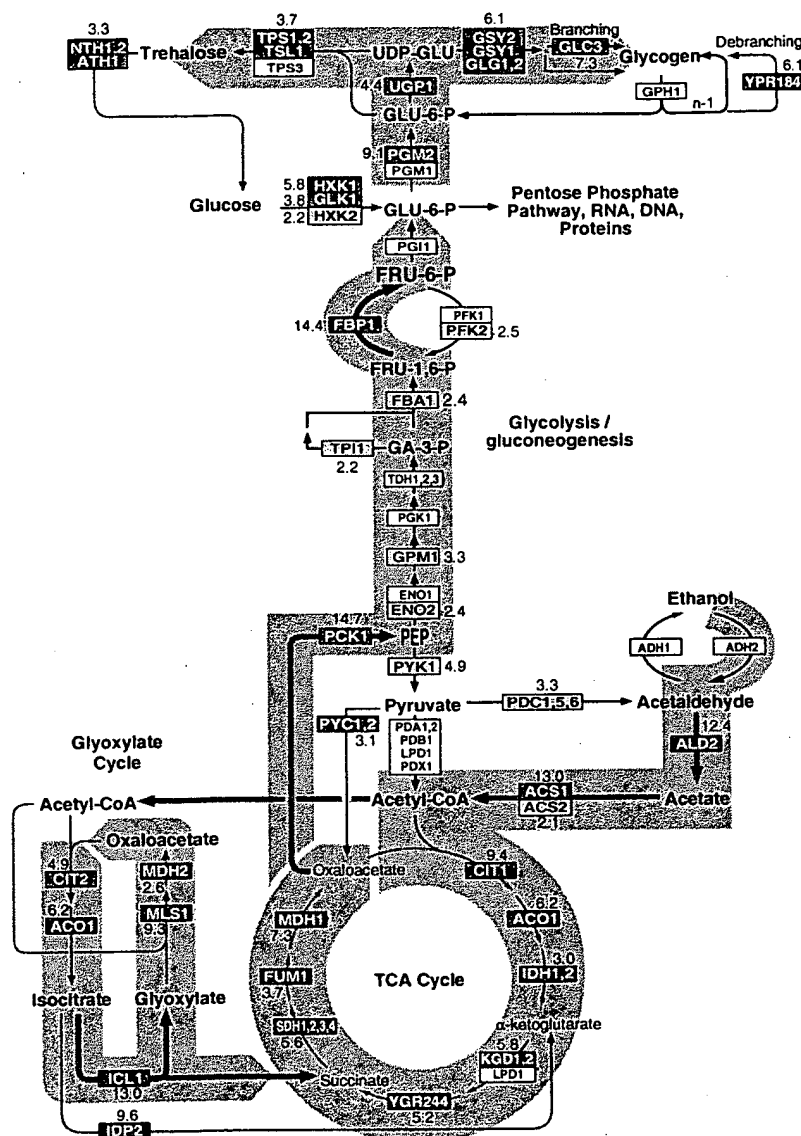 3.7
6.1
Branching
3.3
NTH1,2
ATH1
Trehalose
TPS1,2
TSL1
TPS3
UDP-GLU
GSY2
GSY1
GLG1,2
GLC3
7.3
Glycogen
Debranching
6.1
YPR184
4.4
UGP1
GPH1
n-1
GLU-6-P
9.1
PGM2
PGM1
Glucose
5.8
HXK1
3.8
GLK1
2.2
HXK2
GLU-6-P
Pentose Phosphate
Pathway, RNA, DNA,
Proteins
PGI1
FRU-6-P
14.4
FBP1
PFK1
PFK2
2.5
FRU-1,6-P
FBA1
2.4
Glycolysis /
gluconeogenesis
TPI1
2.2
GA-3-P
TDH1,2,3
PGK1
GPM1
3.3
ENO1
ENO2
2.4
14.7
PCK1
PEP
Ethanol
ADH1
ADH2
PYK1
4.9
Pyruvate
3.3
PDC1,5,6
Acetaldehyde
PYC1,2
3.1
PDA1,2
PDB1
LPD1
PDX1
12.4
ALD2
Glyoxylate
Cycle
Acetyl-CoA
Acetyl-CoA
13.0
ACS1
ACS2
2.1
Acetate
Oxaloacetate
4.9
CIT2
MDH2
2.6
Oxaloacetate
9.4
CIT1
6.2
ACO1
MLS1
9.3
MDH1
7.3
6.2
ACO1
TCA Cycle
3.0
IDH1,2
FUM1
3.7
Isocitrate
Glyoxylate
SDH1,2,3,4
5.6
α-ketoglutarate
5.8
KGD1,2
LPD1
ICL1
13.0
Succinate
YGR244
5.2
9.6
IDP2